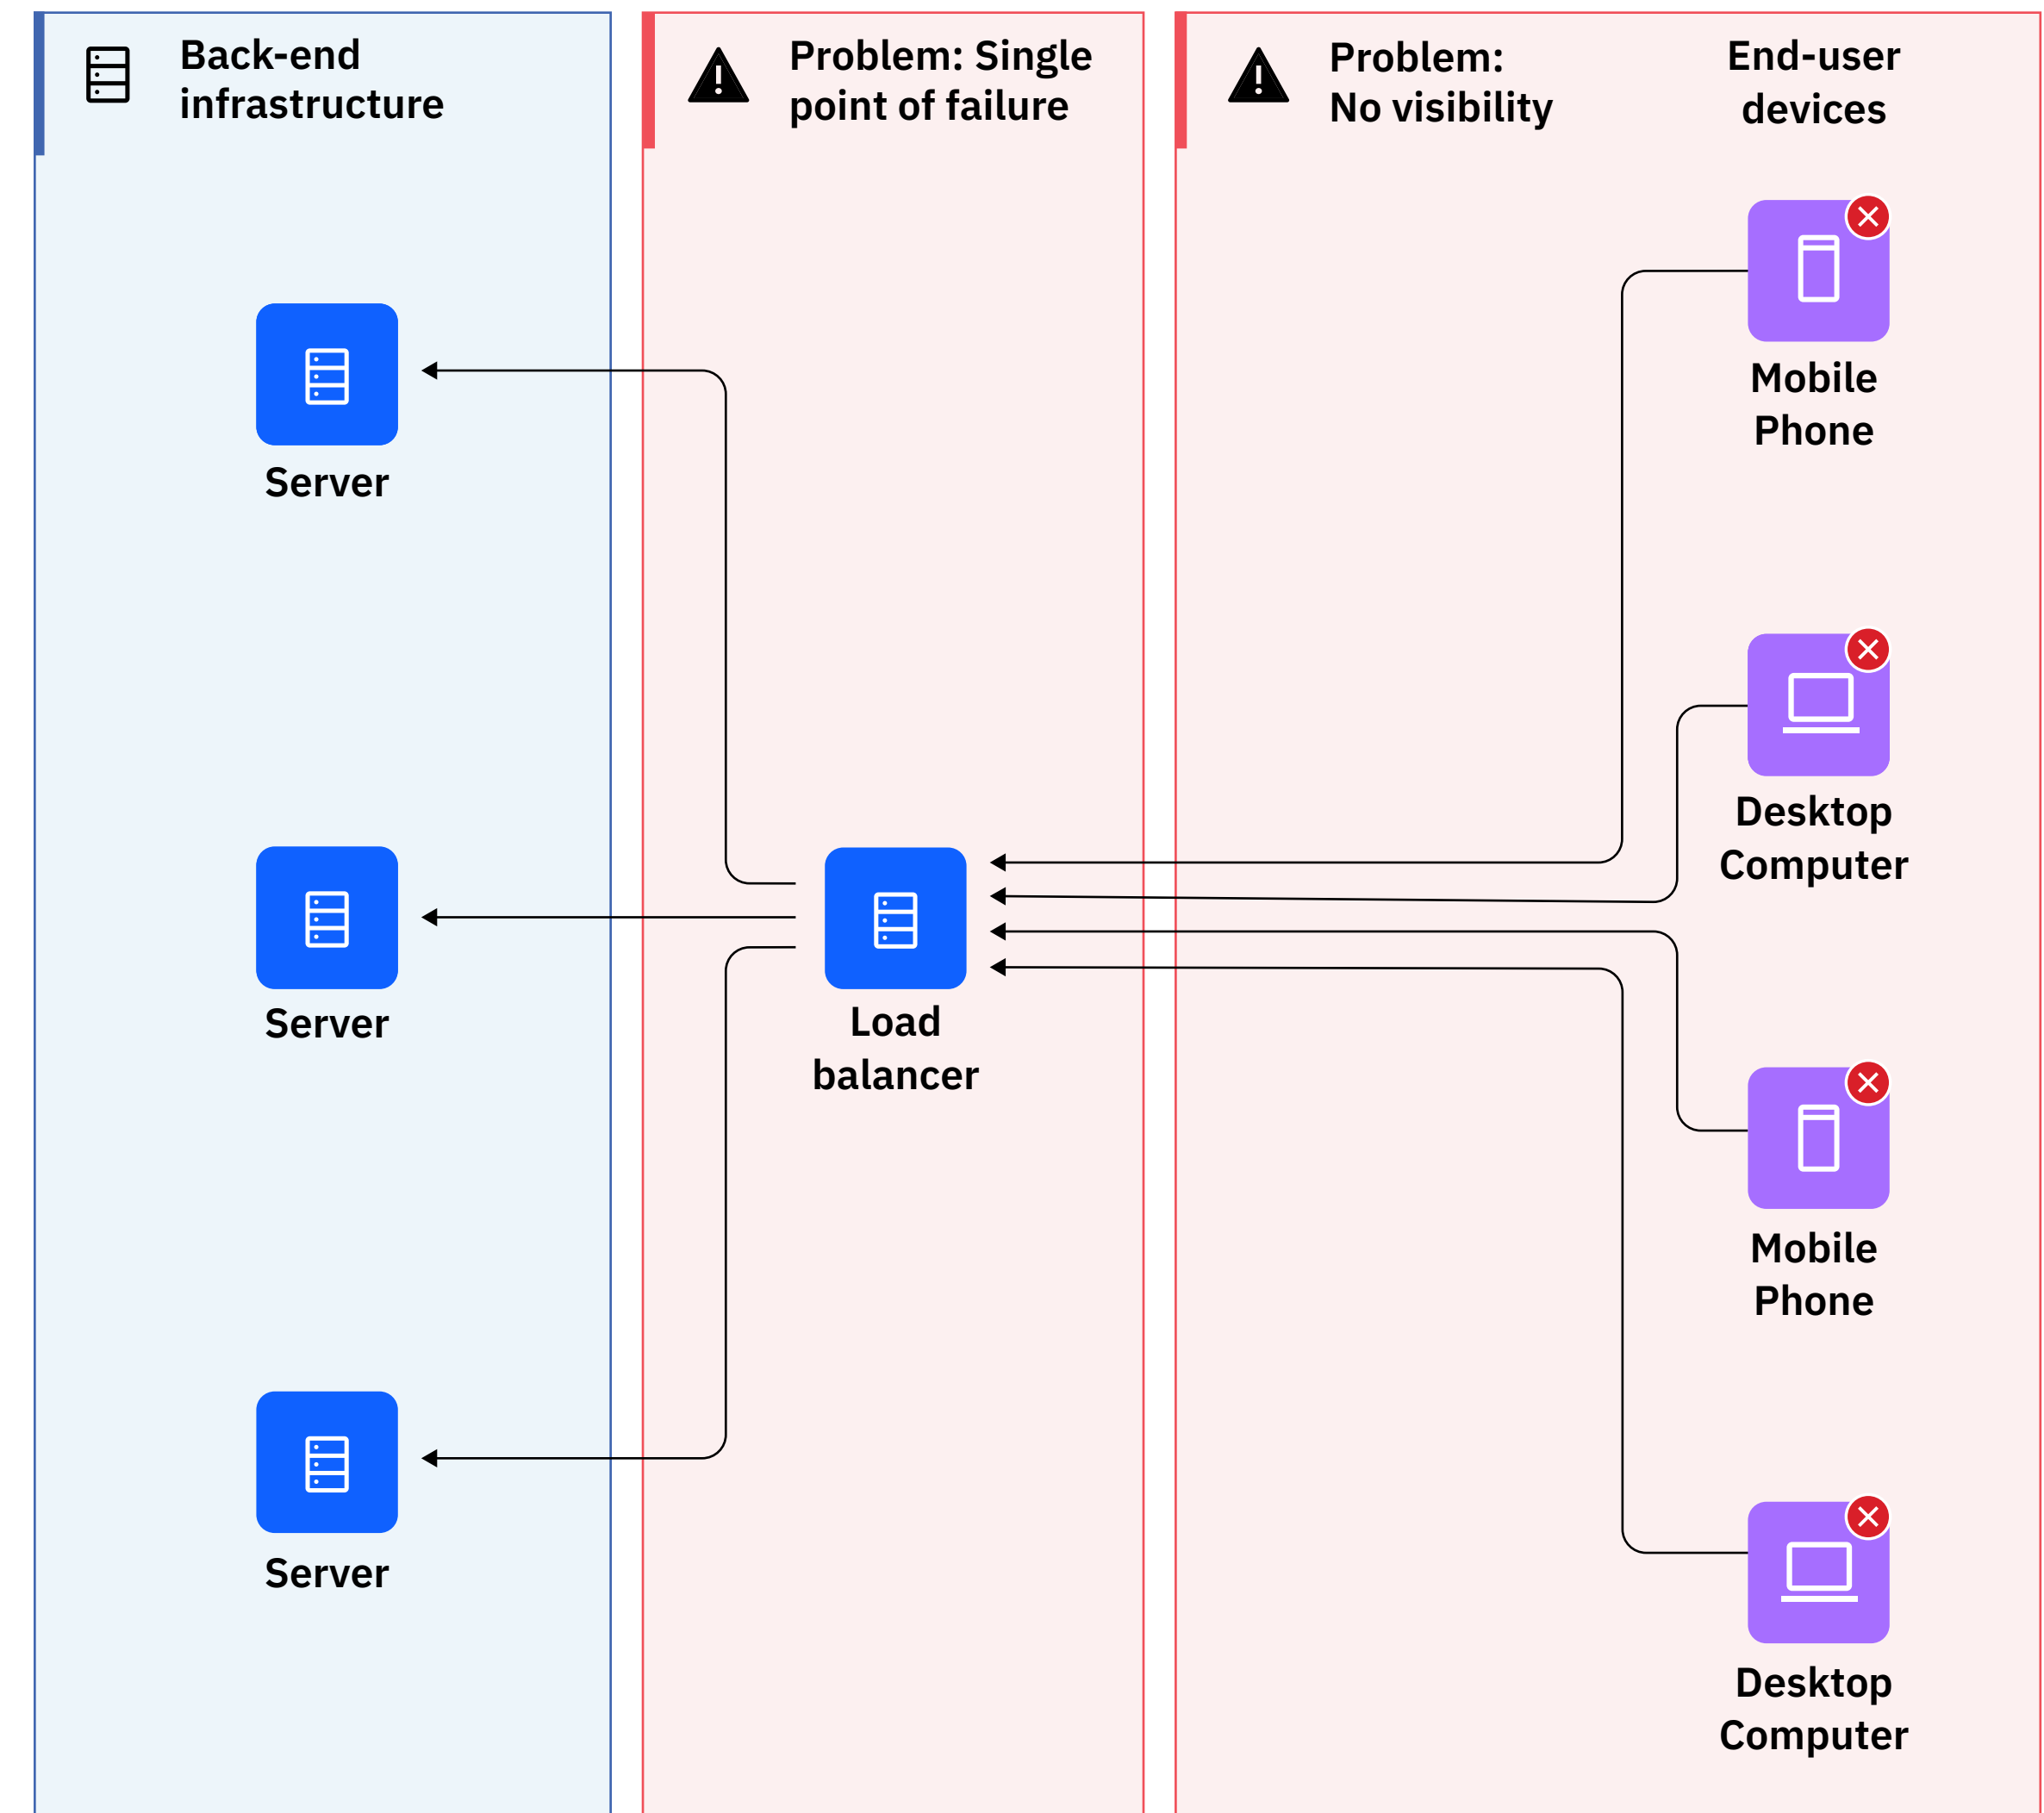 Back-end
infrastructure
Problem: Single
point of failure
Problem:
No visibility
End-user
devices
Server
Server
Server
Load
balancer
Mobile
Phone
Desktop
Computer
Mobile
Phone
Desktop
Computer